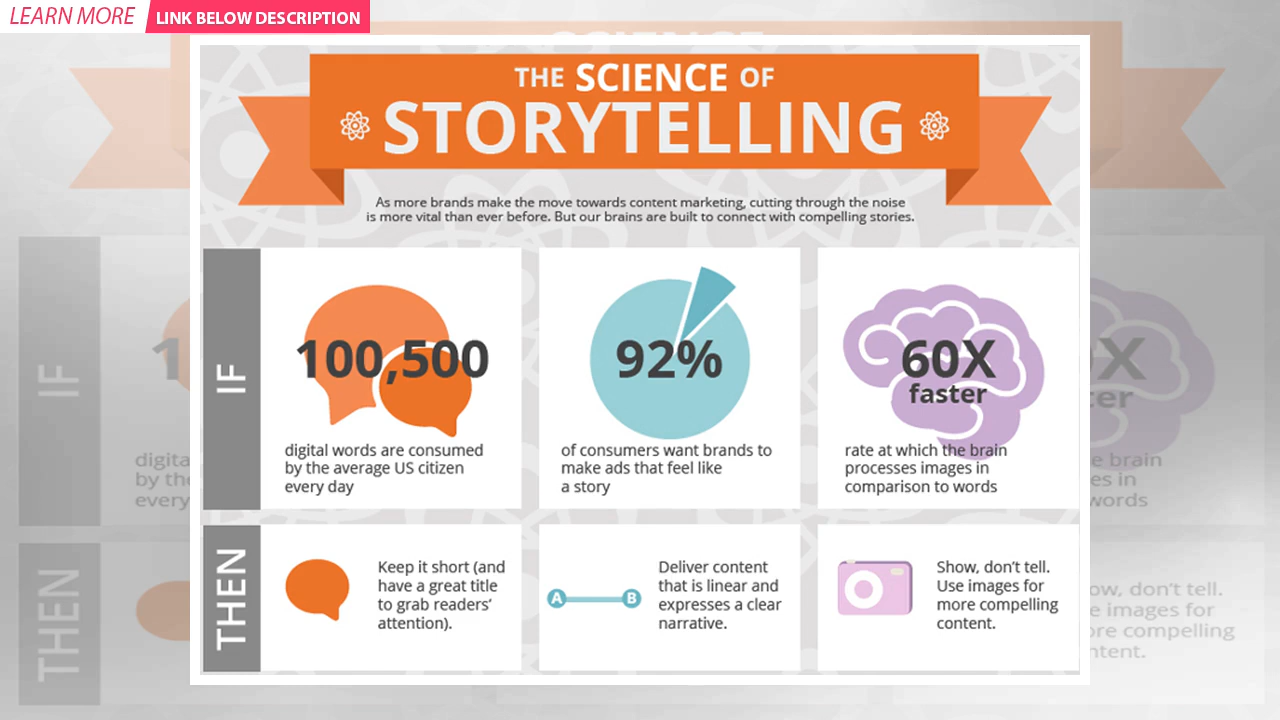 LEARN MORE LINK BELOW DESCRIPTION
THE SCIENCE OF
STORYTELLING
As more brands make the move towards content marketing, cutting through the noise
is more vital than ever before. But our brains are built to connect with compelling stories.
IF
100,500
digital words are consumed
by the average US citizen
every day
92%
of consumers want brands to
make ads that feel like
a story
60X
faster
rate at which the brain
processes images in
comparison to words
THEN
Keep it short (and
have a great title
to grab readers'
attention).
A B
Deliver content
that is linear and
expresses a clear
narrative.
Show, don't tell.
Use images for
more compelling
content.